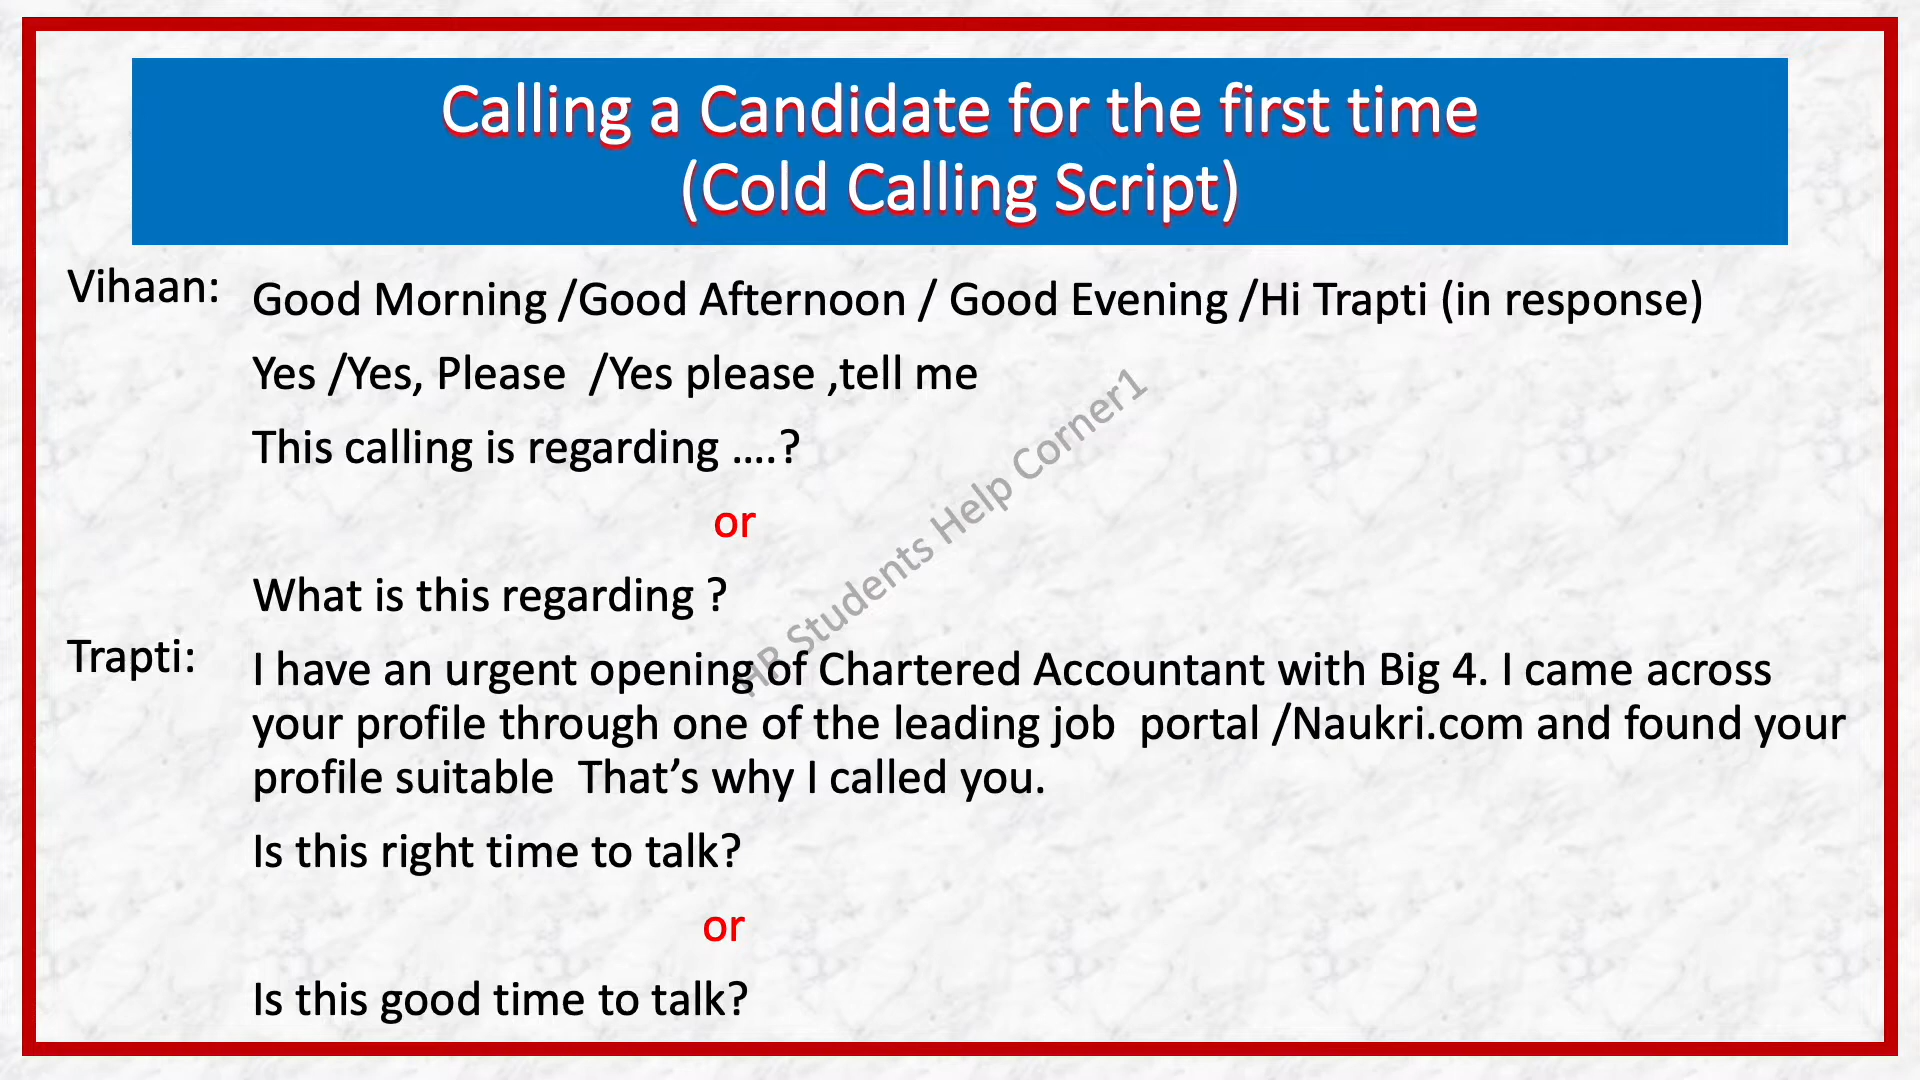 Calling a Candidate for the first time
(Cold Calling Script)
Vihaan: Good Morning /Good Afternoon / Good Evening /Hi Trapti (in response)
Yes /Yes, Please  /Yes please ,tell me
This calling is regarding ....?
or
What is this regarding ?
Trapti: I have an urgent opening of Chartered Accountant with Big 4. I came across
your profile through one of the leading job  portal /Naukri.com and found your
profile suitable  That’s why I called you.
Is this right time to talk?
or
Is this good time to talk?
HR Students Help Corner1